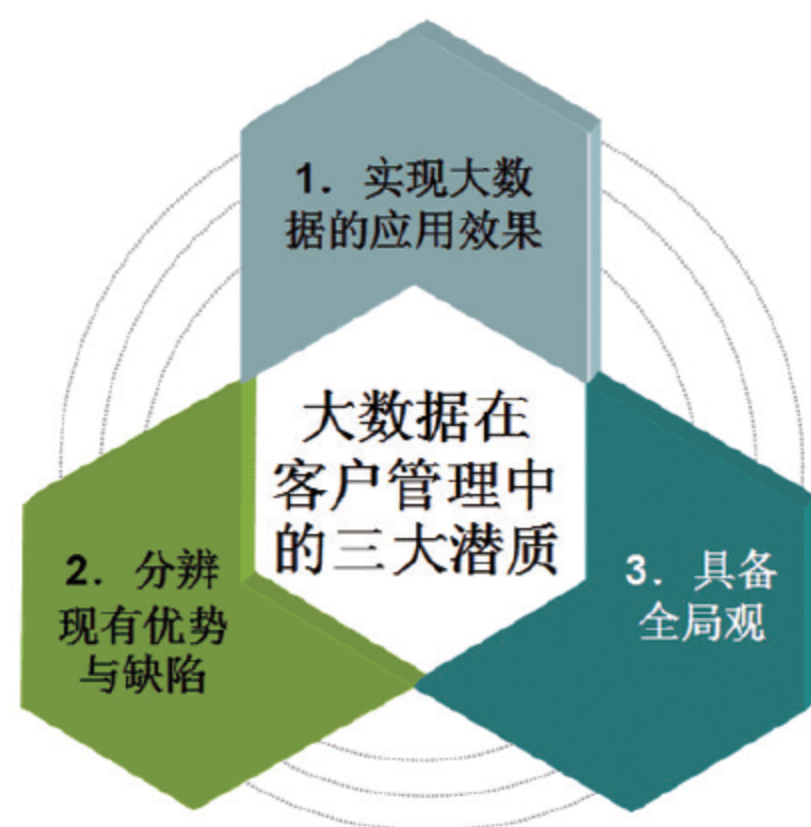 1. 实现大数
据的应用效果
大数据在
客户管理中
的三大潜质
2. 分辨
现有优势
与缺陷
3. 具备
全局观